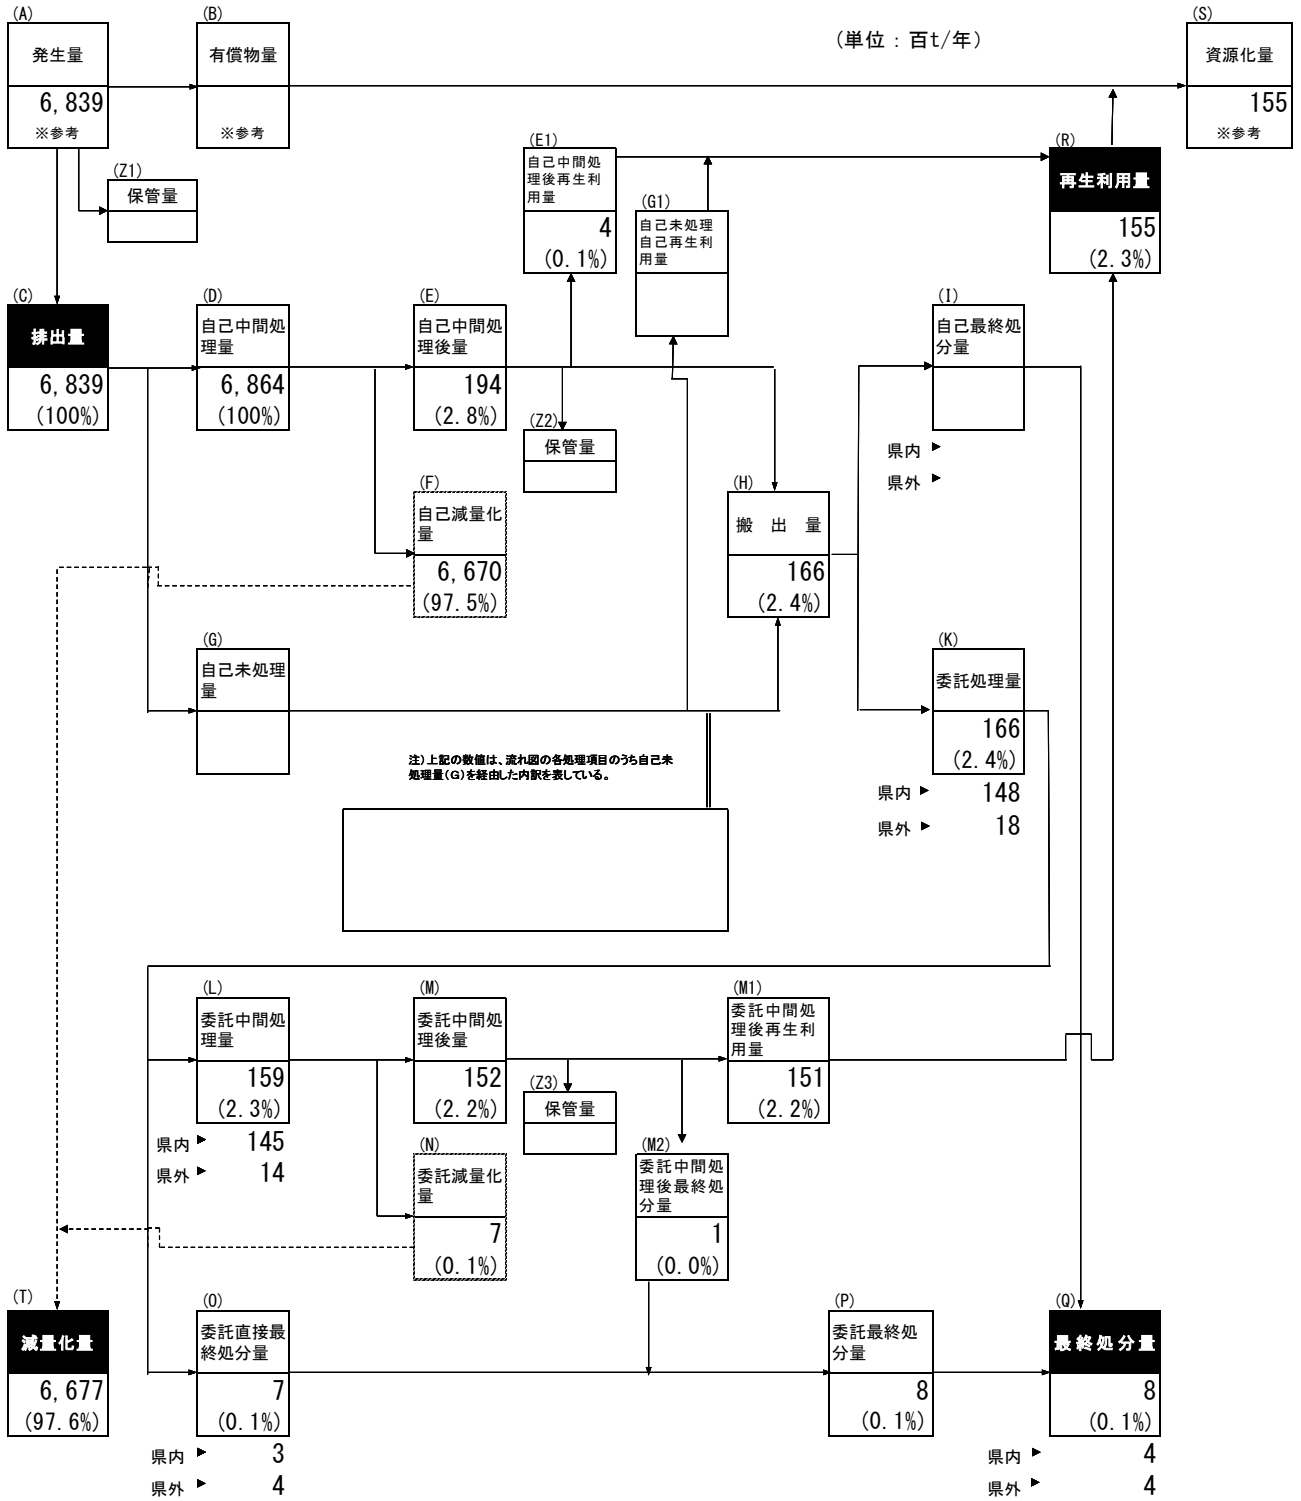 (A)
発生量
6,839
※参考
(B)
有償物量
※参考
(単位：百t/年)
(S)
資源化量
155
※参考
(Z1)
保管量
(E1)
自己中間処
理後再生利
用量
4
(0.1%)
(G1)
自己未処理
自己再生利
用量
(R)
再生利用量
155
(2.3%)
(C)
排出量
6,839
(100%)
(D)
自己中間処
理量
6,864
(100%)
(E)
自己中間処
理後量
194
(2.8%)
(Z2)
保管量
(I)
自己最終処
分量
県内
県外
(F)
自己減量化
量
6,670
(97.5%)
(H)
搬 出 量
166
(2.4%)
(G)
自己未処理
量
(K)
委託処理量
166
(2.4%)
県内 148
県外 18
注）上記の数値は、流れ図の各処理項目のうち自己未
処理量(G)を経由した内訳を表している。
(L)
委託中間処
理量
159
(2.3%)
県内 145
県外 14
(M)
委託中間処
理後量
152
(2.2%)
(Z3)
保管量
(M1)
委託中間処
理後再生利
用量
151
(2.2%)
(N)
委託減量化
量
7
(0.1%)
(M2)
委託中間処
理後最終処
分量
1
(0.0%)
(T)
減量化量
6,677
(97.6%)
(O)
委託直接最
終処分量
7
(0.1%)
県内 3
県外 4
(P)
委託最終処
分量
8
(0.1%)
(Q)
最終処分量
8
(0.1%)
県内 4
県外 4